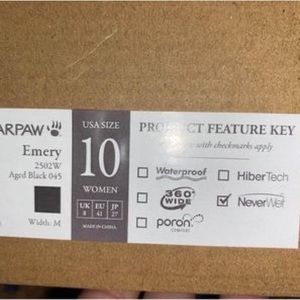 ARPAW
Emery
2502W
Aged Black 045
Width: M
USA SIZE
10
WOMEN
UK EU JP
8 41 27
MADE IN CHINA
PRODUCT FEATURE KEY
with checkmarks apply
Waterproof
HiberTech
360°
WIDE
NeverWet
poron
COMFORT